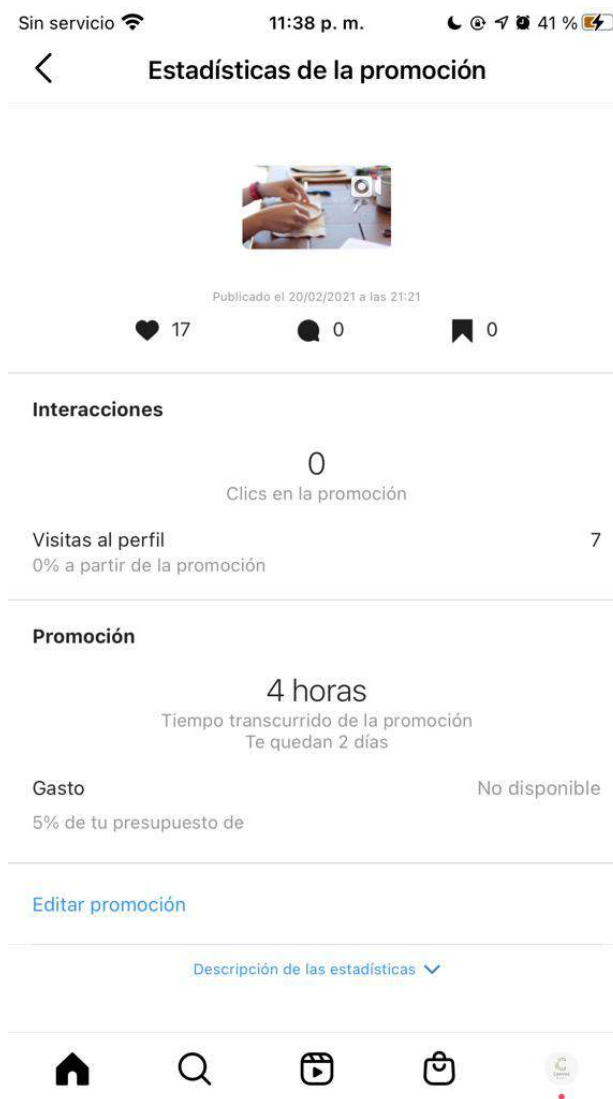 Sin servicio 11:38 p. m. 41 %
Estadísticas de la promoción
Publicado el 20/02/2021 a las 21:21
17 0 0
Interacciones
0
Clics en la promoción
Visitas al perfil 7
0% a partir de la promoción
Promoción
4 horas
Tiempo transcurrido de la promoción
Te quedan 2 días
Gasto No disponible
5% de tu presupuesto de
Editar promoción
Descripción de las estadísticas